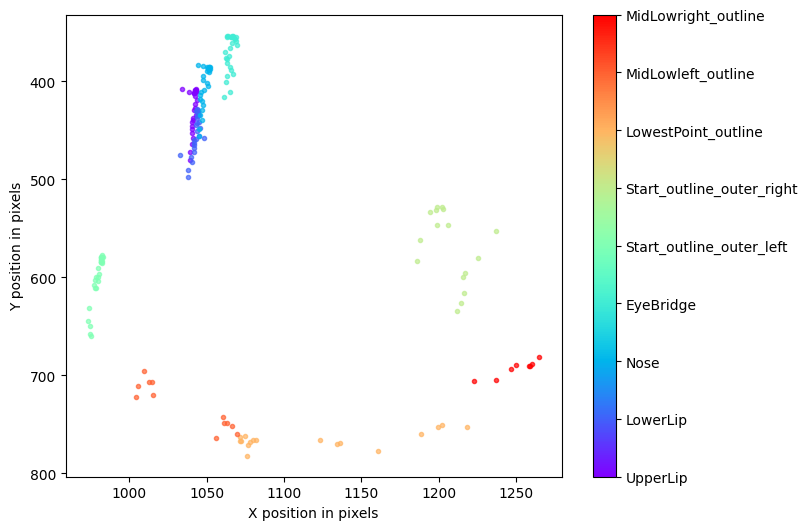 MidLowright_outline
MidLowleft_outline
LowestPoint_outline
Start_outline_outer_right
Start_outline_outer_left
EyeBridge
Nose
LowerLip
UpperLip
400
500
600
700
800
Y position in pixels
1000
1050
1100
1150
1200
1250
X position in pixels